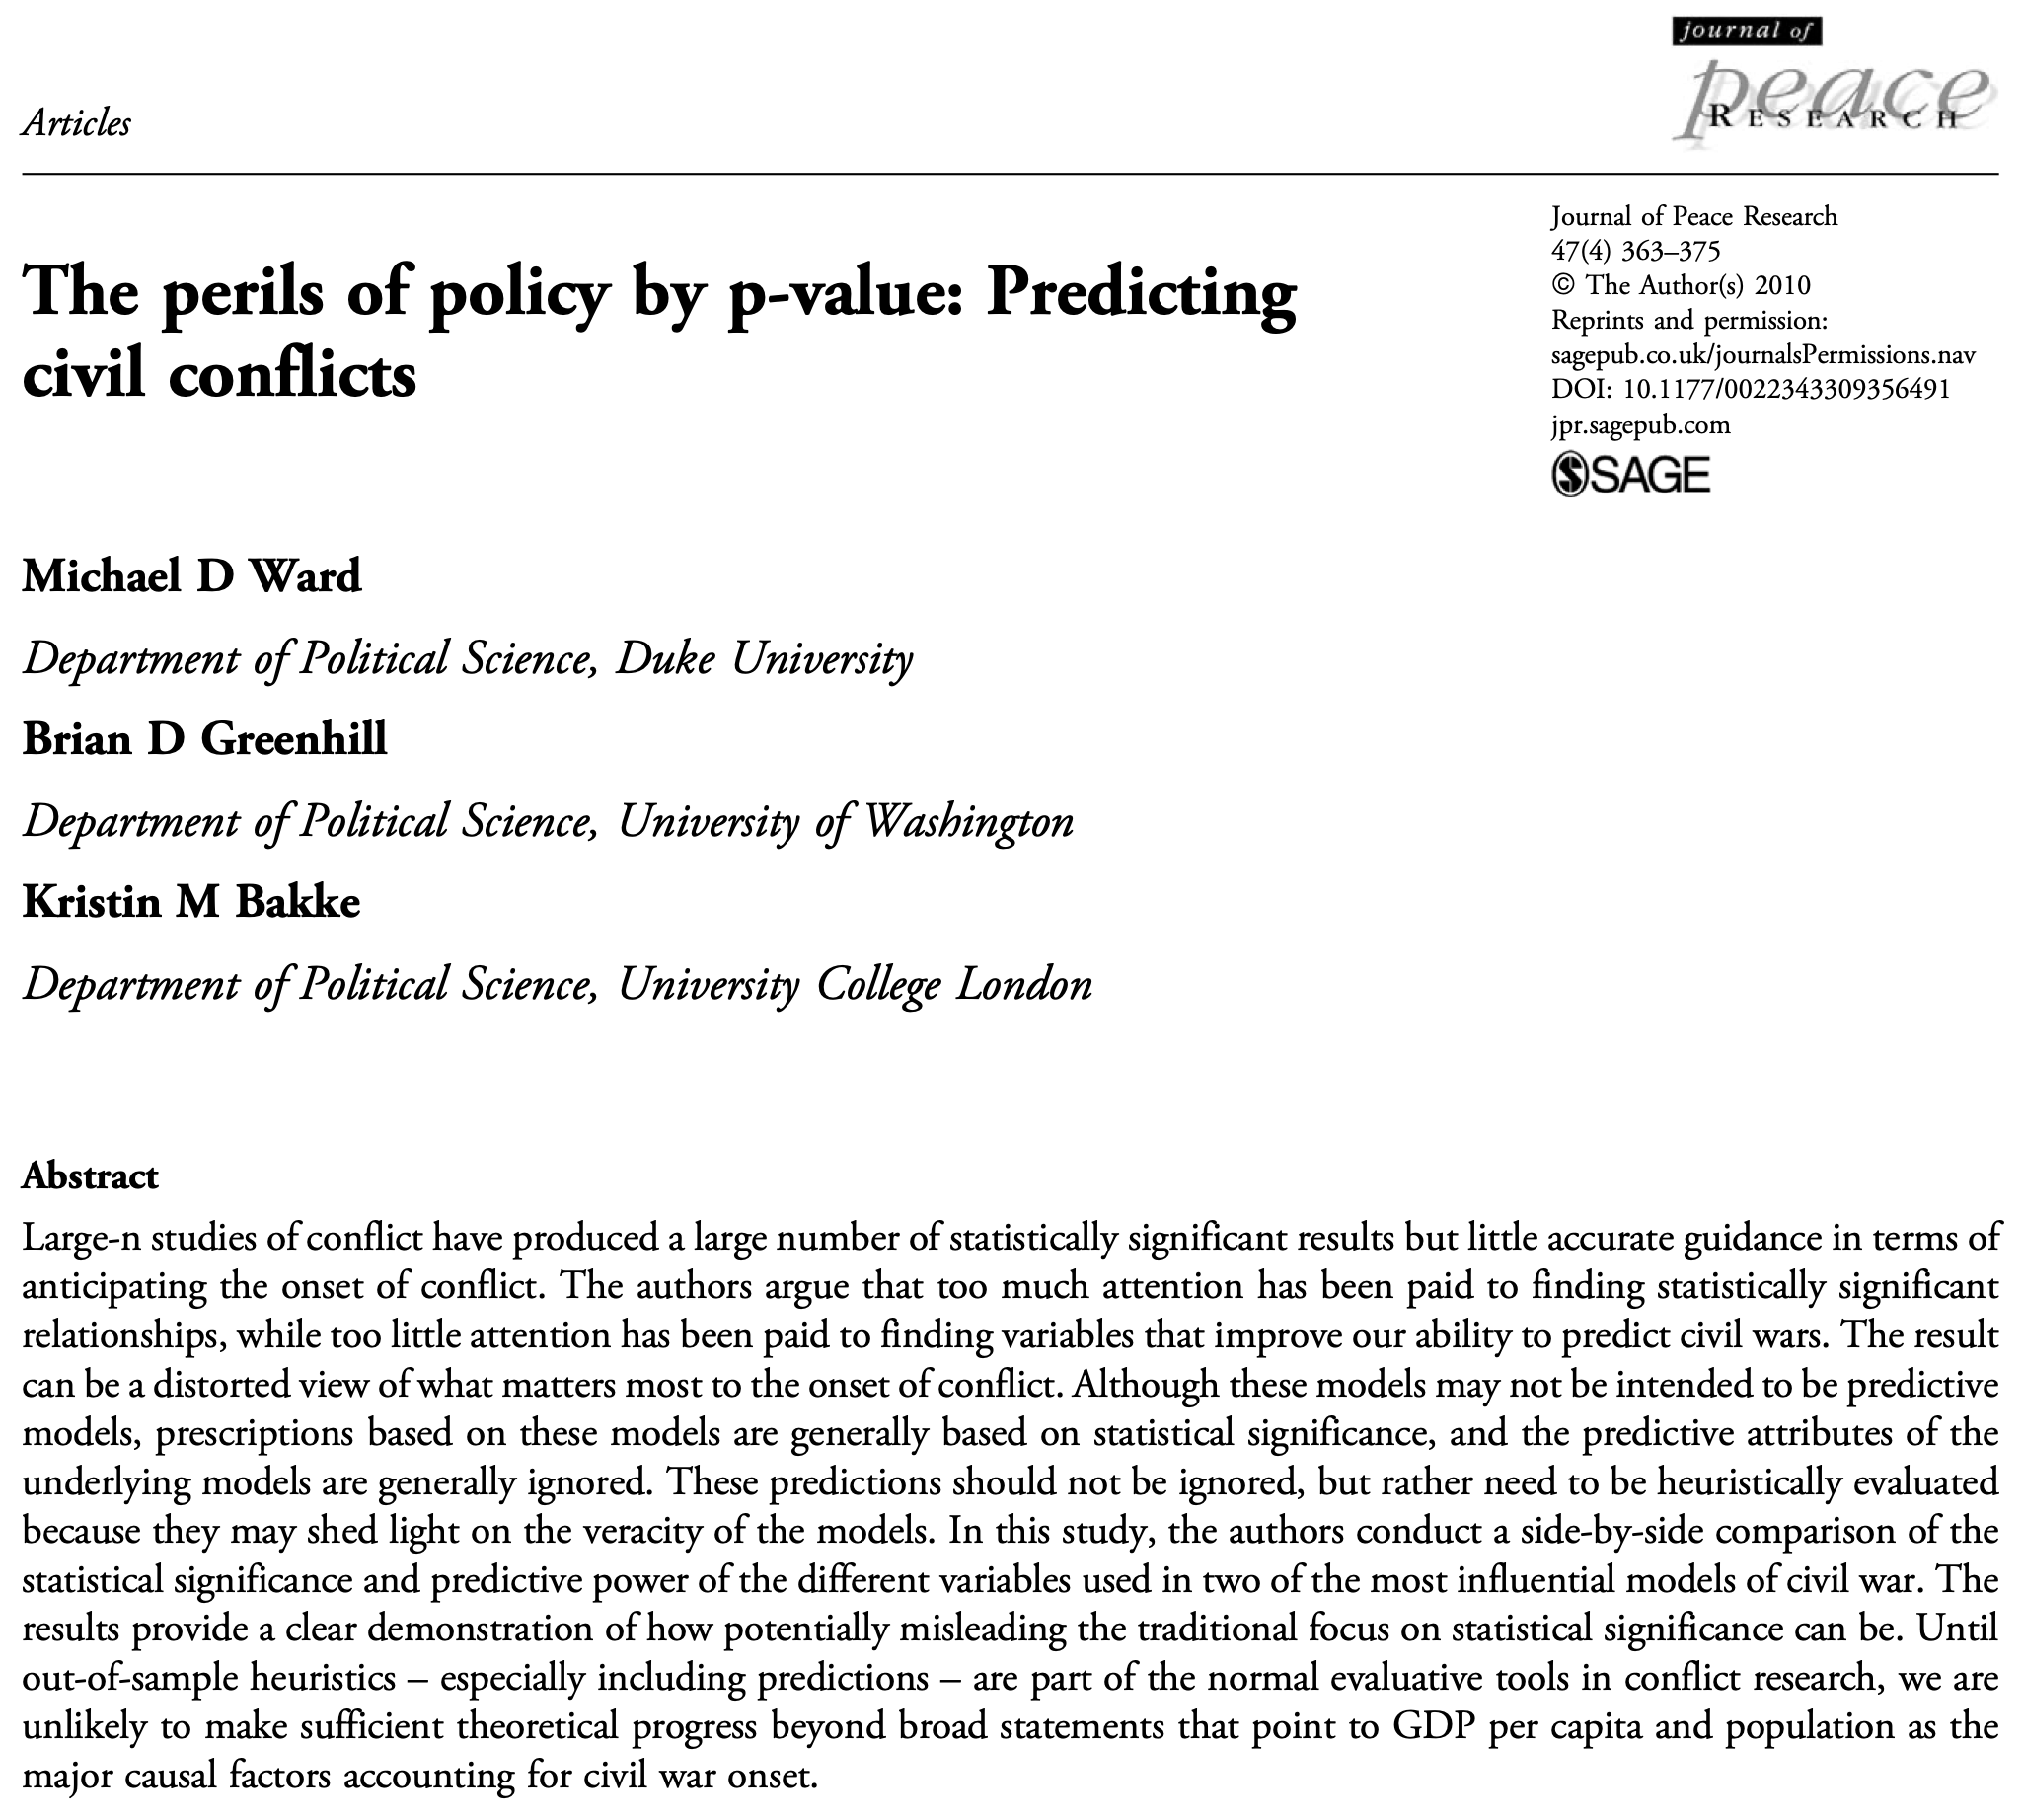 journal of
peace
RESEARCH
Articles
Journal of Peace Research
47(4) 363–375
© The Author(s) 2010
Reprints and permission:
sagepub.co.uk/journalsPermissions.nav
DOI: 10.1177/0022343309356491
jpr.sagepub.com
SAGE
The perils of policy by p-value: Predicting
civil conflicts
Michael D Ward
Department of Political Science, Duke University
Brian D Greenhill
Department of Political Science, University of Washington
Kristin M Bakke
Department of Political Science, University College London
Abstract
Large-n studies of conflict have produced a large number of statistically significant results but little accurate guidance in terms of
anticipating the onset of conflict. The authors argue that too much attention has been paid to finding statistically significant
relationships, while too little attention has been paid to finding variables that improve our ability to predict civil wars. The result
can be a distorted view of what matters most to the onset of conflict. Although these models may not be intended to be predictive
models, prescriptions based on these models are generally based on statistical significance, and the predictive attributes of the
underlying models are generally ignored. These predictions should not be ignored, but rather need to be heuristically evaluated
because they may shed light on the veracity of the models. In this study, the authors conduct a side-by-side comparison of the
statistical significance and predictive power of the different variables used in two of the most influential models of civil war. The
results provide a clear demonstration of how potentially misleading the traditional focus on statistical significance can be. Until
out-of-sample heuristics – especially including predictions – are part of the normal evaluative tools in conflict research, we are
unlikely to make sufficient theoretical progress beyond broad statements that point to GDP per capita and population as the
major causal factors accounting for civil war onset.